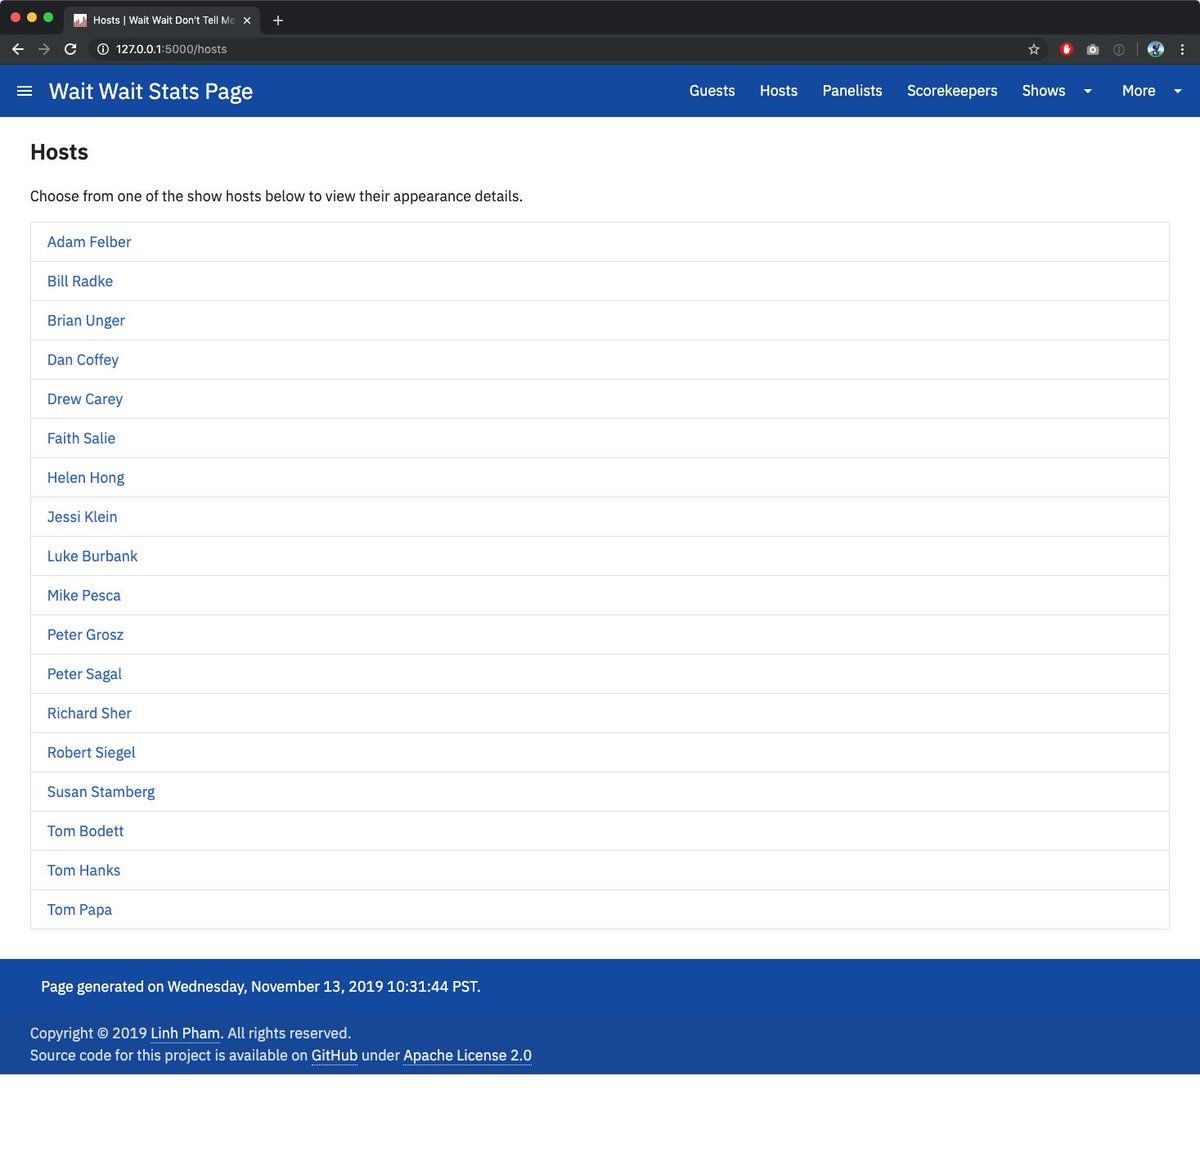 Hosts | Wait Wait Don't Tell Me
127.0.0.1:5000/hosts
Wait Wait Stats Page
Guests Hosts Panelists Scorekeepers Shows More
Hosts
Choose from one of the show hosts below to view their appearance details.
Adam Felber
Bill Radke
Brian Unger
Dan Coffey
Drew Carey
Faith Salie
Helen Hong
Jessi Klein
Luke Burbank
Mike Pesca
Peter Grosz
Peter Sagal
Richard Sher
Robert Siegel
Susan Stamberg
Tom Bodett
Tom Hanks
Tom Papa
Page generated on Wednesday, November 13, 2019 10:31:44 PST.
Copyright © 2019 Linh Pham. All rights reserved.
Source code for this project is available on GitHub under Apache License 2.0